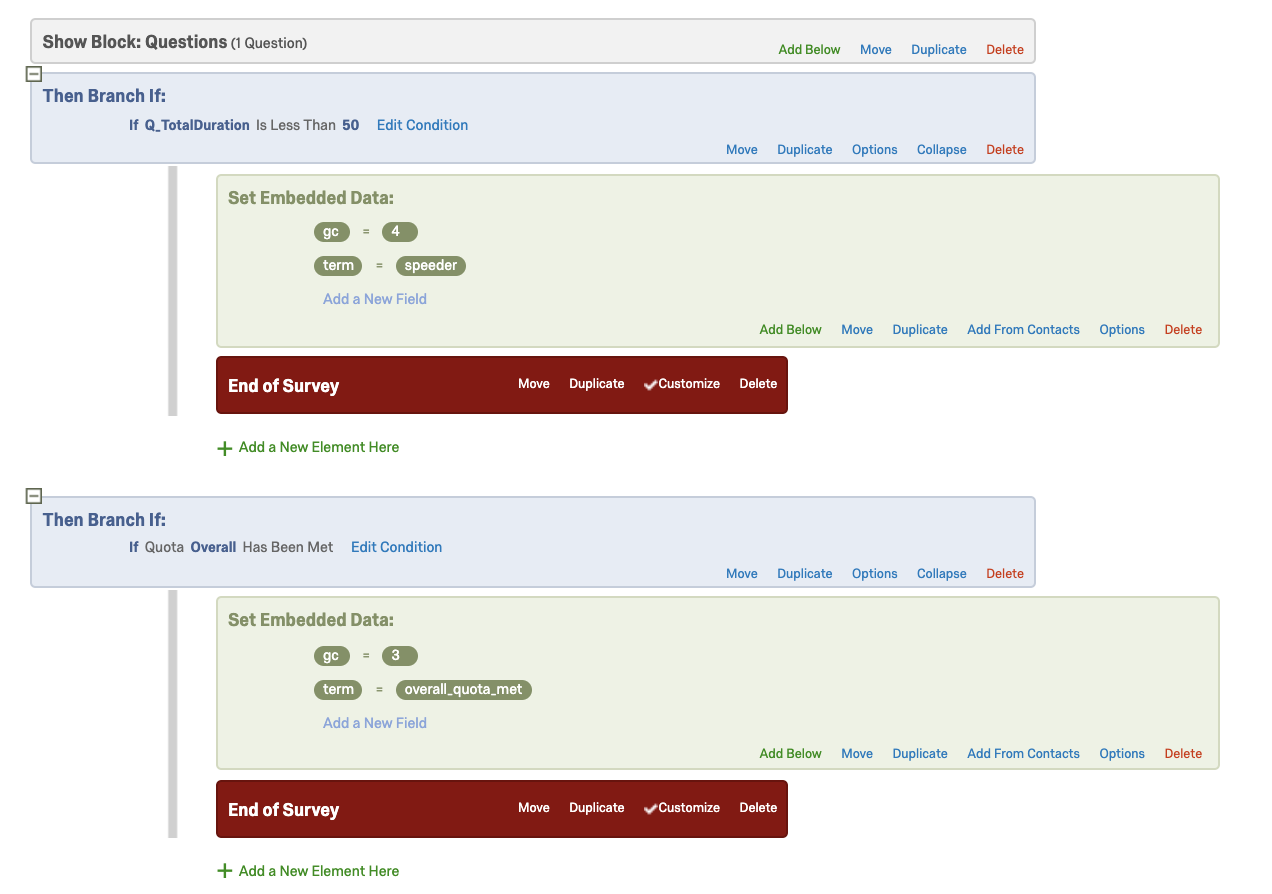 Show Block: Questions (1 Question)
Add Below Move Duplicate Delete
Then Branch If:
If Q_TotalDuration Is Less Than 50 Edit Condition
Move Duplicate Options Collapse Delete
Set Embedded Data:
gc = 4
term = speeder
Add a New Field
Add Below Move Duplicate Add From Contacts Options Delete
End of Survey Move Duplicate Customize Delete
Add a New Element Here
Then Branch If:
If Quota Overall Has Been Met Edit Condition
Move Duplicate Options Collapse Delete
Set Embedded Data:
gc = 3
term = overall_quota_met
Add a New Field
Add Below Move Duplicate Add From Contacts Options Delete
End of Survey Move Duplicate Customize Delete
Add a New Element Here